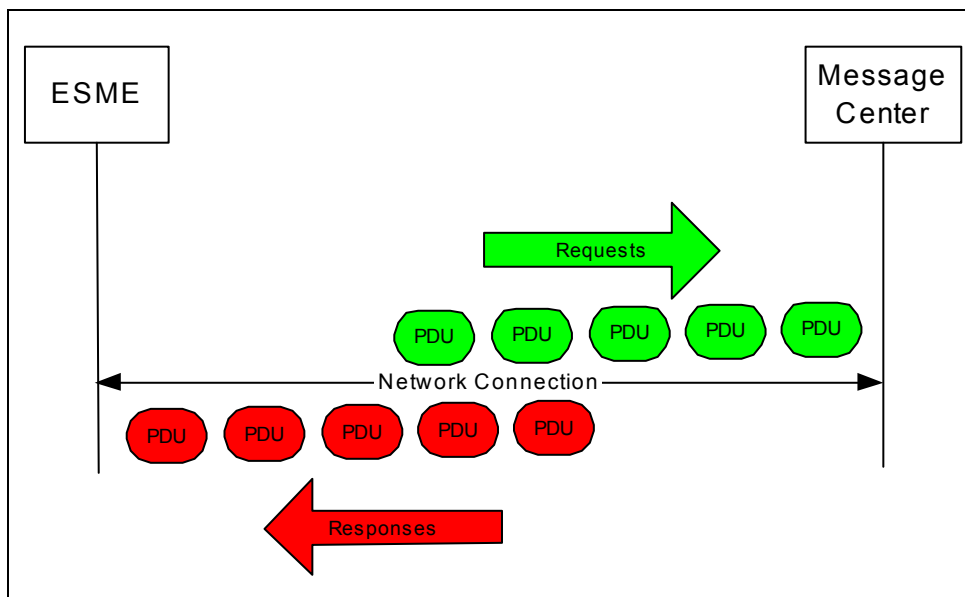 ESME
Message
Center
Requests
PDU PDU PDU PDU PDU
Network Connection
PDU PDU PDU PDU PDU
Responses